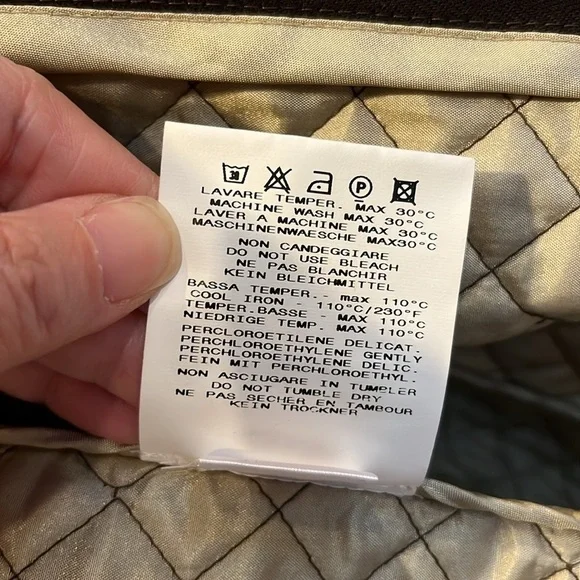 30 P
LAVARE TEMPER. MAX 30°C
MACHINE WASH MAX 30°C
LAVER A MACHINE MAX 30°C
MASCHINENWAESCHE MAX30°C
NON CANDEGGIARE
DO NOT USE BLEACH
NE PAS BLANCHIR
KEIN BLEICHMITTEL
BASSA TEMPER.. max 110°C
COOL IRON - 110°C/230°F
TEMPER.BASSE - MAX 110°C
NIEDRIGE TEMP. MAX 110°C
PERCLOROETILENE DELICAT.
PERCHLOROETHYLENE GENTLY
PERCHLOROETHYLENE DELIC.
FEIN MIT PERCHLOROETHYL.
NON ASCIUGARE IN TUMBLER
DO NOT TUMBLE DRY
NE PAS SECHER EN TAMBOUR
KEIN TROCKNER